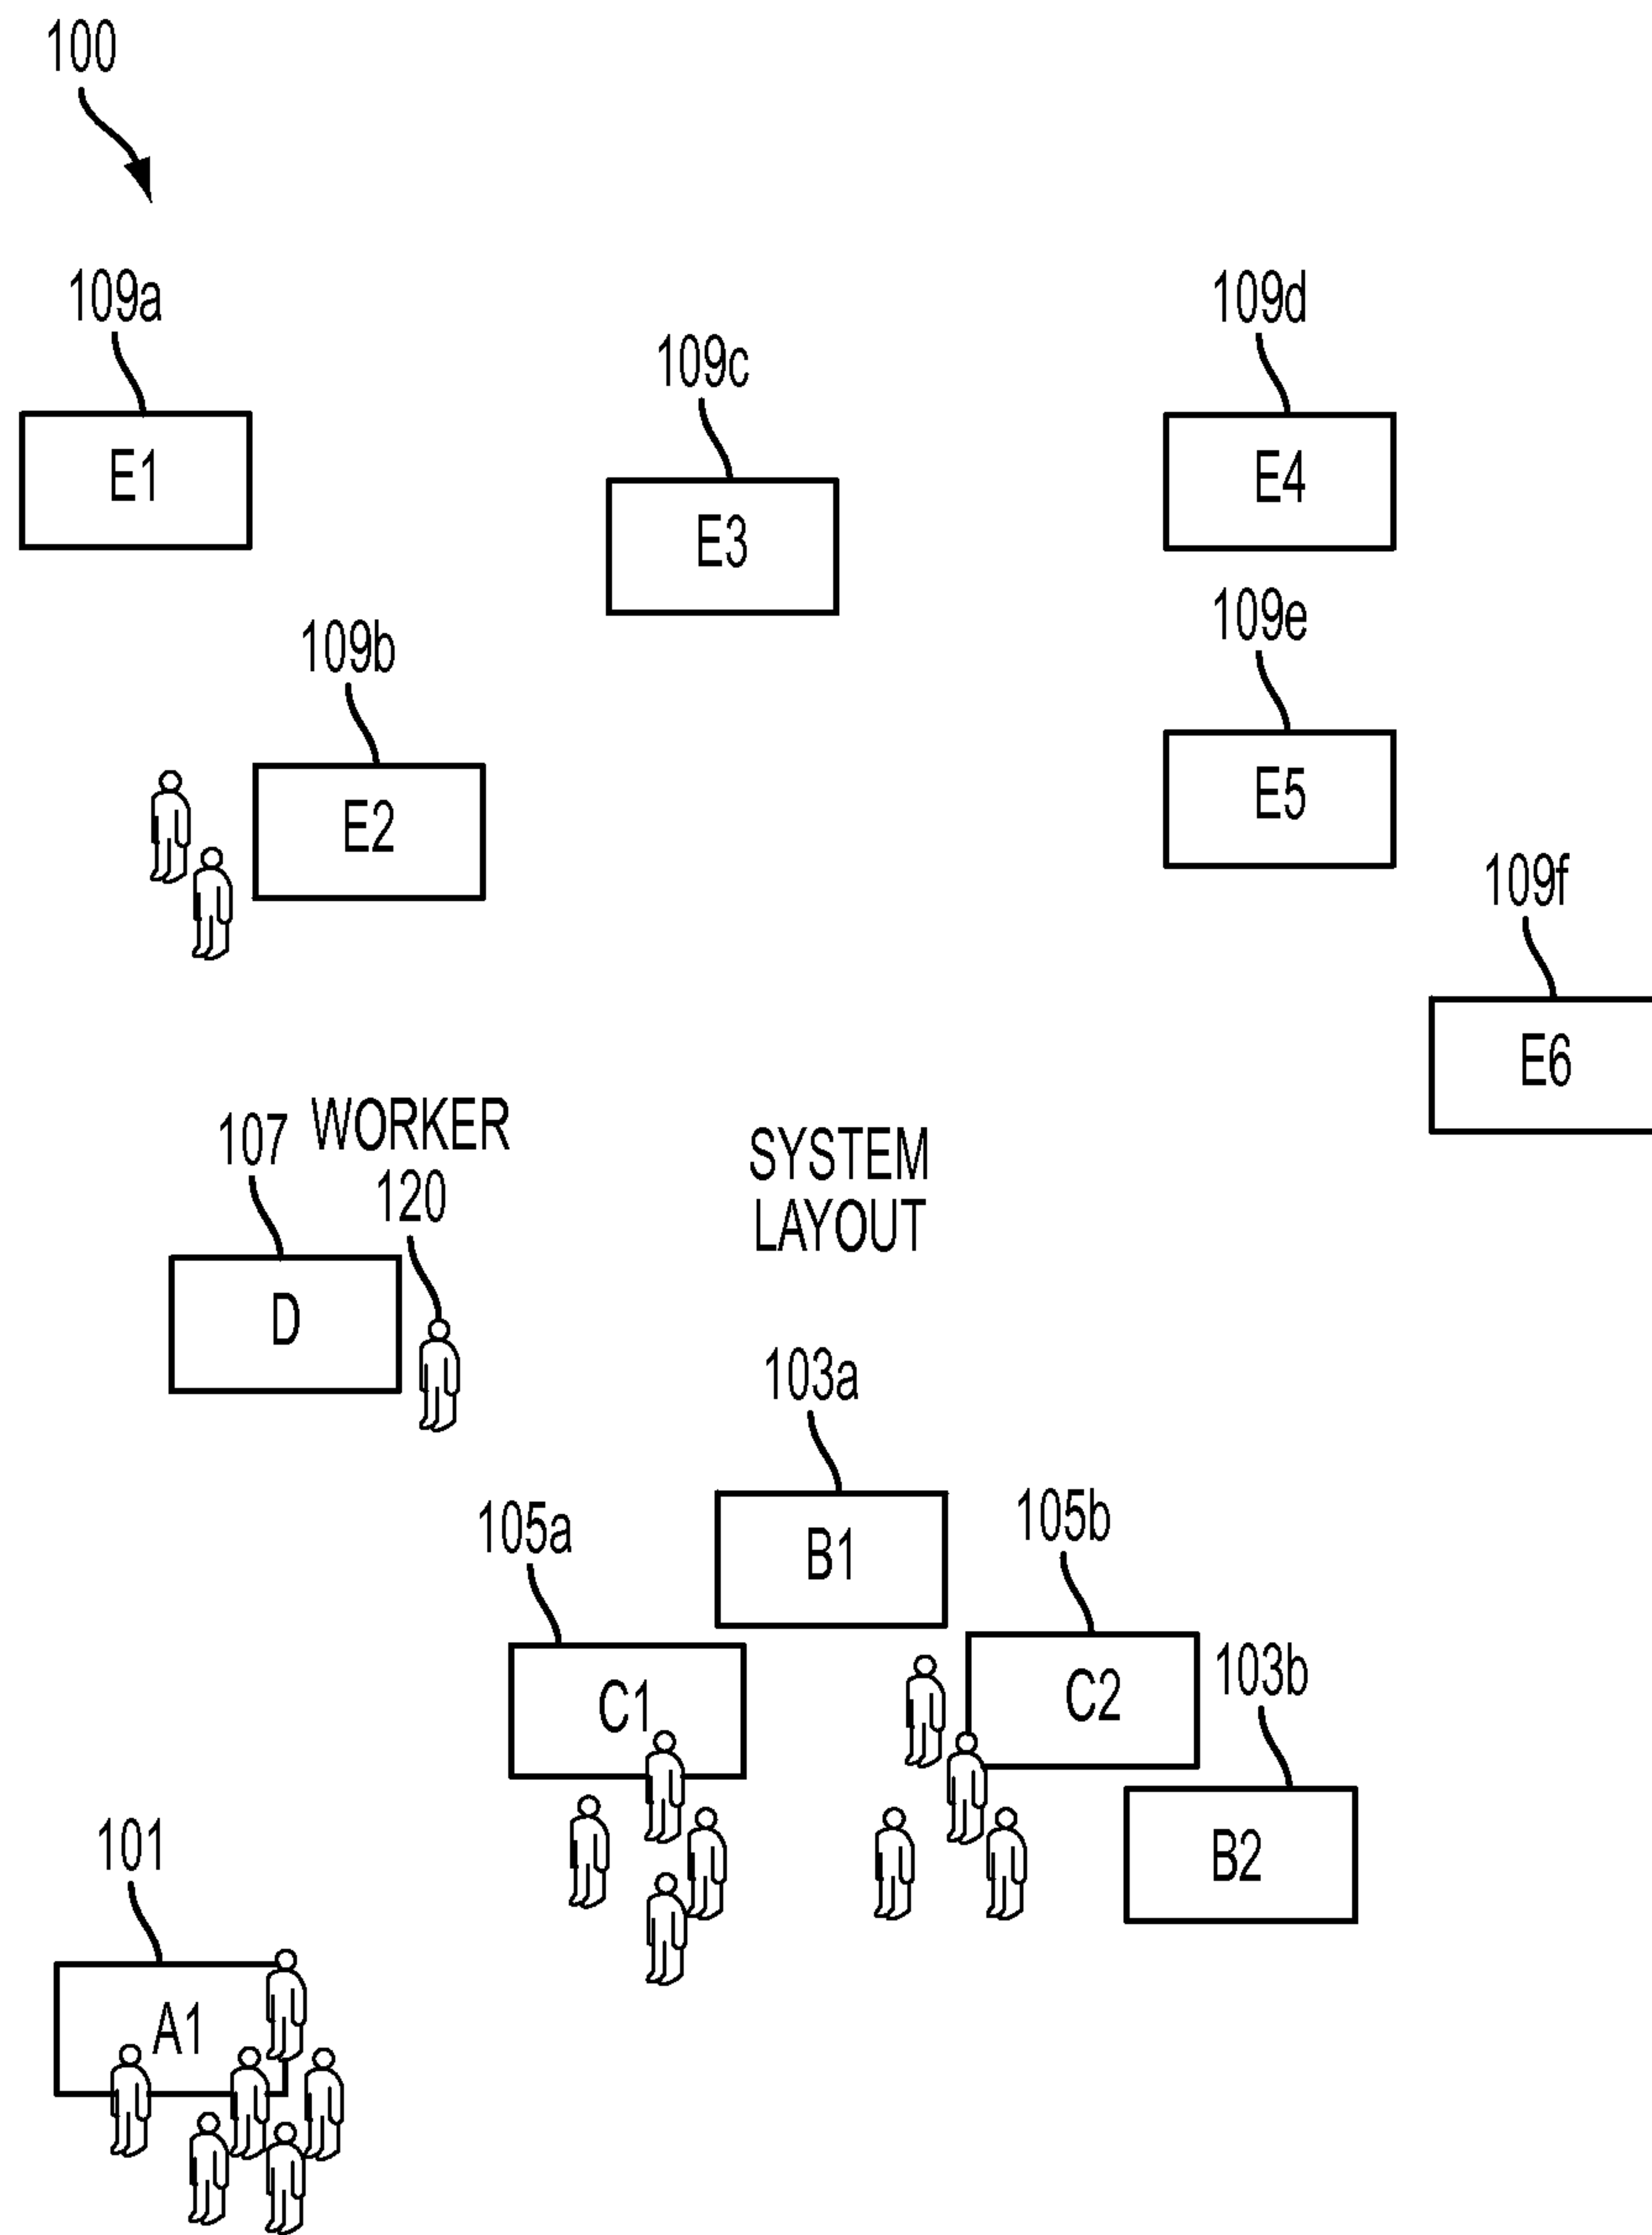 100
109a
109c
109d
E1
E3
E4
109b
109e
E2
E5
109f
E6
107
WORKER
120
SYSTEM
LAYOUT
D
103a
105a
B1
105b
C1
C2
103b
B2
101
A1